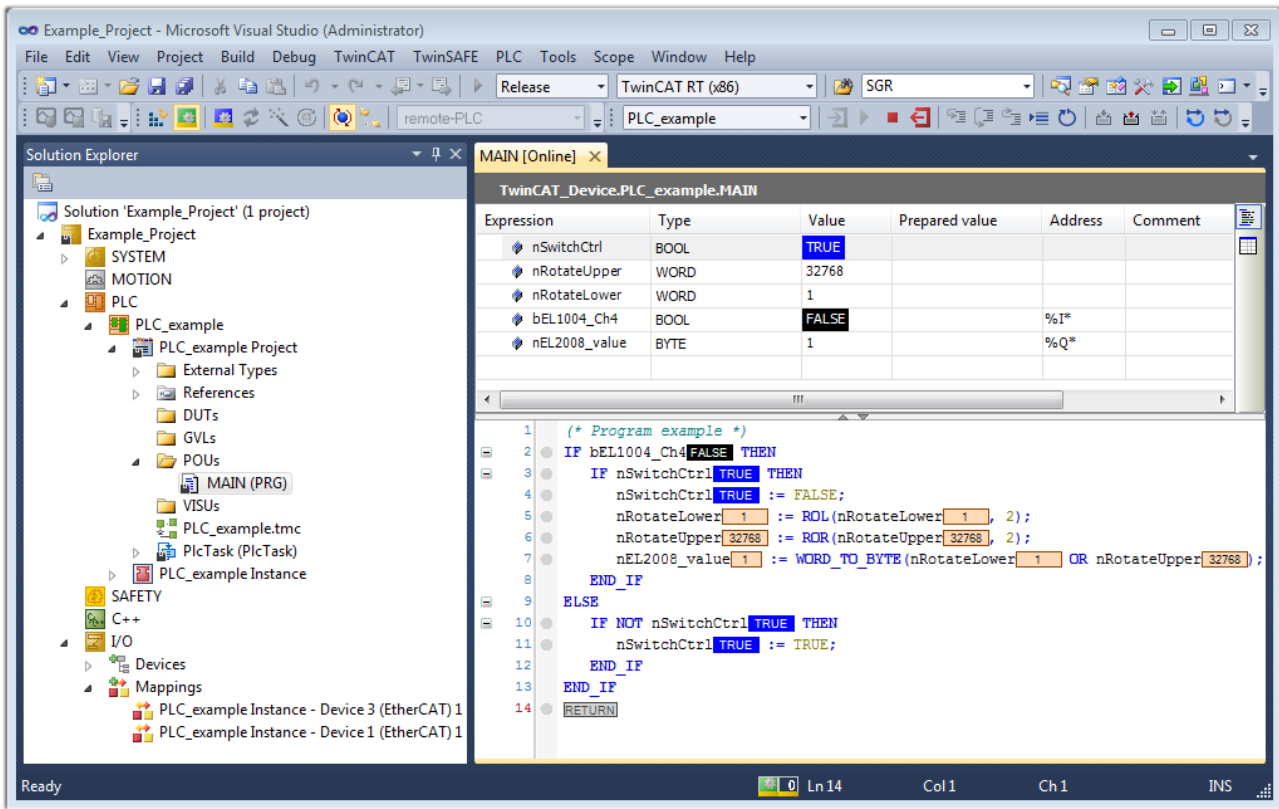 Example_Project - Microsoft Visual Studio (Administrator)
File Edit View Project Build Debug TwinCAT TwinSAFE PLC Tools Scope Window Help
Release TwinCAT RT (x86) SGR
remote-PLC PLC_example
Solution Explorer
MAIN [Online]
TwinCAT_Device.PLC_example.MAIN
Solution 'Example_Project' (1 project)
Example_Project
SYSTEM
MOTION
PLC
PLC_example
PLC_example Project
External Types
References
DUTs
GVLs
POUs
MAIN (PRG)
VISUs
PLC_example.tmc
PlcTask (PlcTask)
PLC_example Instance
SAFETY
C++
I/O
Devices
Mappings
PLC_example Instance - Device 3 (EtherCAT) 1
PLC_example Instance - Device 1 (EtherCAT) 1
Expression Type Value Prepared value Address Comment
nSwitchCtrl BOOL TRUE
nRotateUpper WORD 32768
nRotateLower WORD 1
bEL1004_Ch4 BOOL FALSE %I*
nEL2008_value BYTE 1 %Q*
1 (* Program example *)
2 IF bEL1004_Ch4 FALSE THEN
3 IF nSwitchCtrl TRUE THEN
4 nSwitchCtrl TRUE := FALSE;
5 nRotateLower 1 := ROL(nRotateLower 1 , 2);
6 nRotateUpper 32768 := ROR(nRotateUpper 32768 , 2);
7 nEL2008_value 1 := WORD_TO_BYTE(nRotateLower 1 OR nRotateUpper 32768 );
8 END_IF
9 ELSE
10 IF NOT nSwitchCtrl TRUE THEN
11 nSwitchCtrl TRUE := TRUE;
12 END_IF
13 END_IF
14 RETURN
Ready 0 Ln 14 Col 1 Ch 1 INS